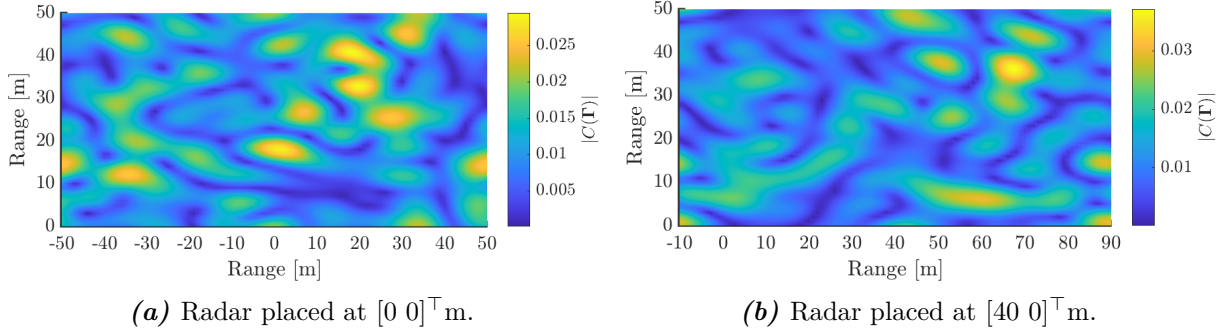 50
40
30
20
10
0
Range [m]
-50 -40 -30 -20 -10 0 10 20 30 40 50
Range [m]
0.025
0.02
0.015
0.01
0.005
|C(Γ)|
(a) Radar placed at [0 0]⊤m.
50
40
30
20
10
0
Range [m]
-10 0 10 20 30 40 50 60 70 80 90
Range [m]
0.03
0.02
0.01
|C(Γ)|
(b) Radar placed at [40 0]⊤m.